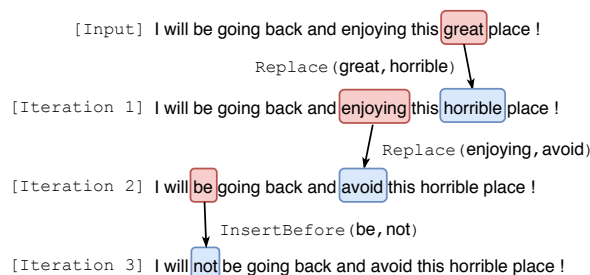 [Input] I will be going back and enjoying this great place !
Replace(great,horrible)
[Iteration 1] I will be going back and enjoying this horrible place !
Replace(enjoying,avoid)
[Iteration 2] I will be going back and avoid this horrible place !
InsertBefore(be,not)
[Iteration 3] I will not be going back and avoid this horrible place !